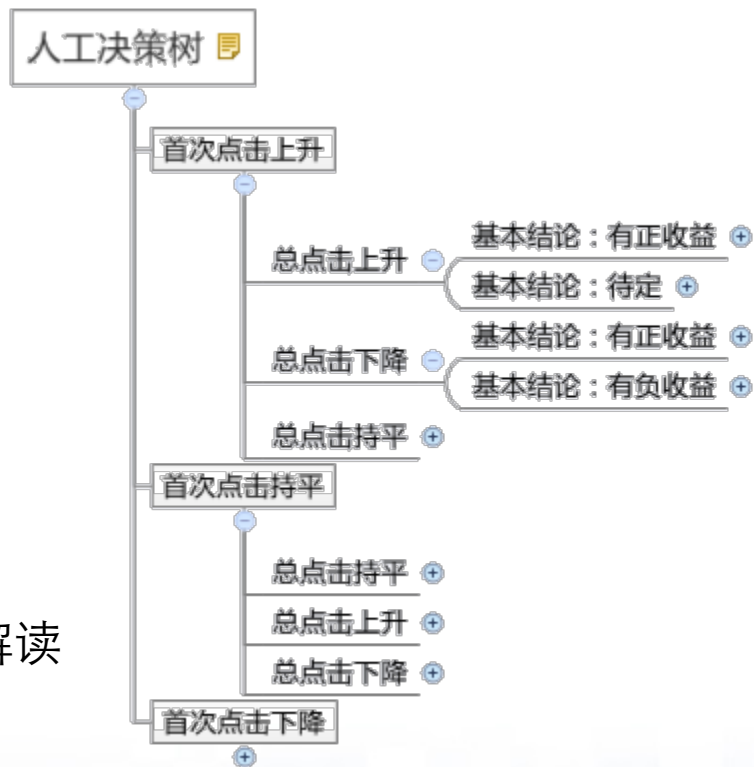 人工决策树
首次点击上升
总点击上升
基本结论：有正收益
基本结论：待定
总点击下降
基本结论：有正收益
基本结论：有负收益
总点击持平
首次点击持平
总点击持平
总点击上升
解读
总点击下降
首次点击下降